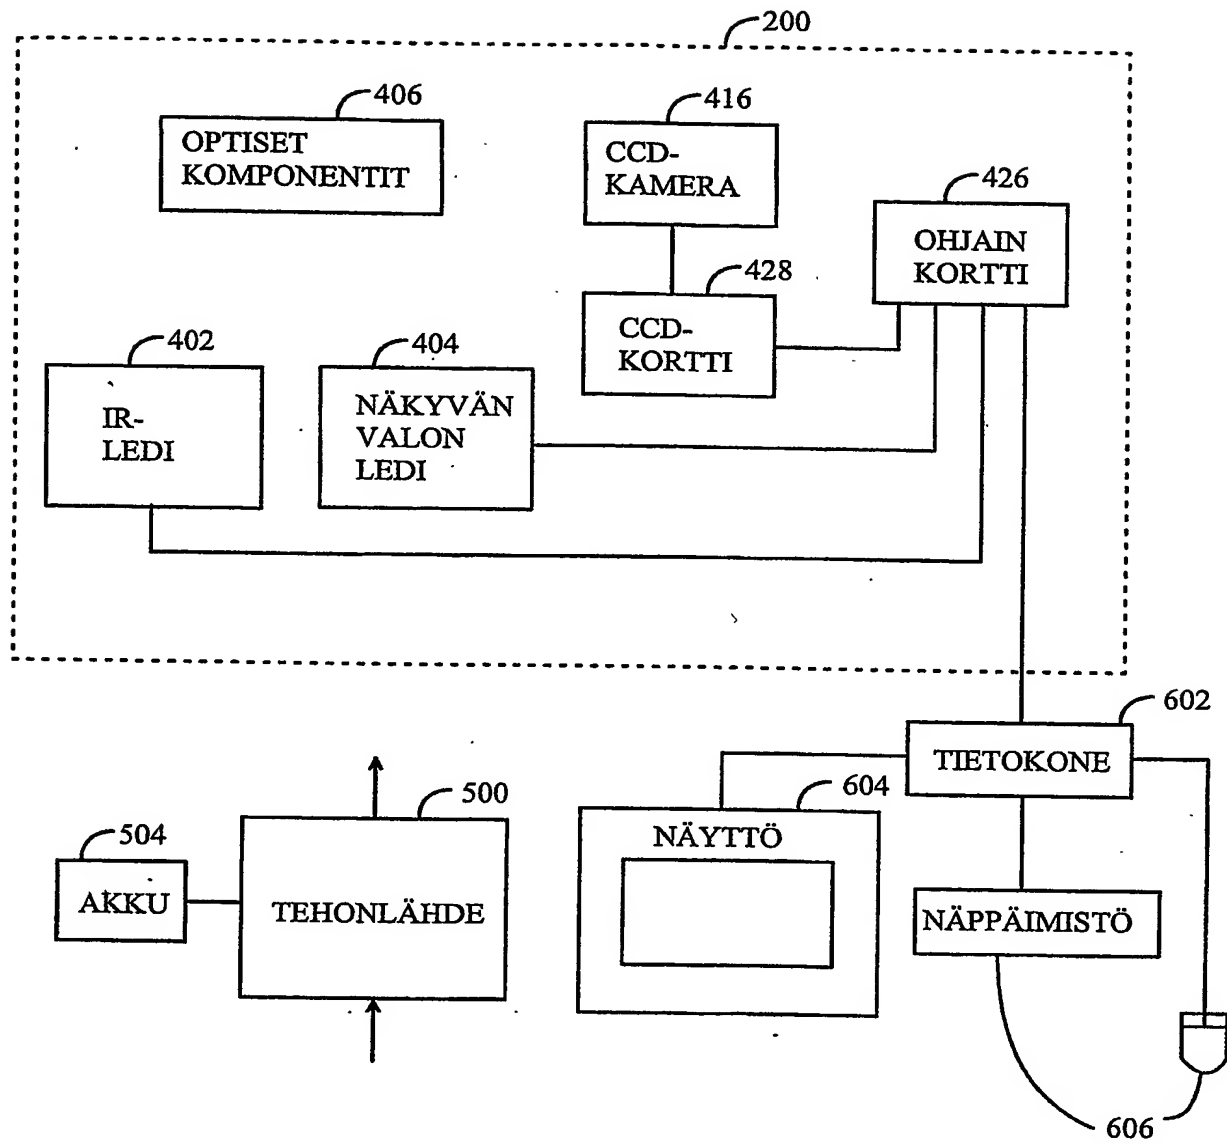 200
406
OPTISET
KOMPONENTIT
416
CCD-
KAMERA
426
OHJAIN
KORTTI
428
CCD-
KORTTI
402
IR-
LEDI
404
NÄKYVÄN
VALON
LEDI
602
TIETOKONE
504
AKKU
500
TEHONLÄHDE
604
NÄYTTÖ
NÄPPÄIMISTÖ
606